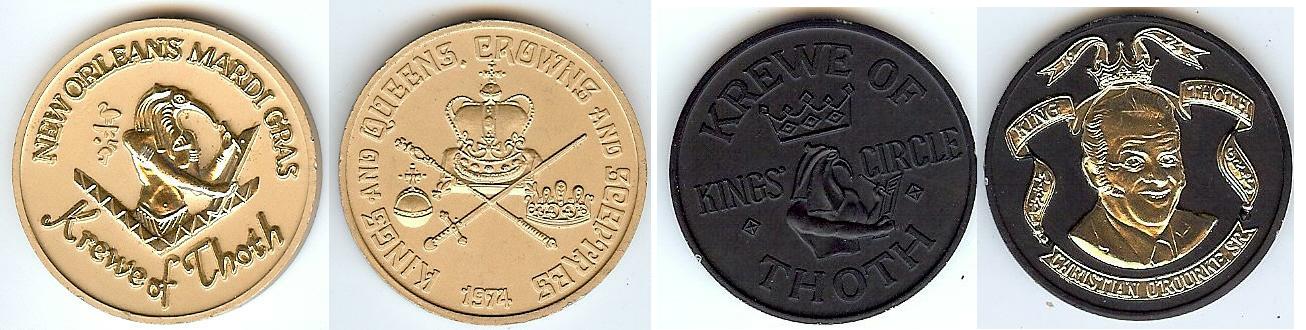 NEW ORLEANS MARDI GRAS
Krewe of Thoth
KINGS AND QUEENS, CROWNS AND SCEPTRES
1974
KREWE OF
KINGS' CIRCLE
THOTH
KING THOTH
CHRISTIAN O'ROURKE SR.